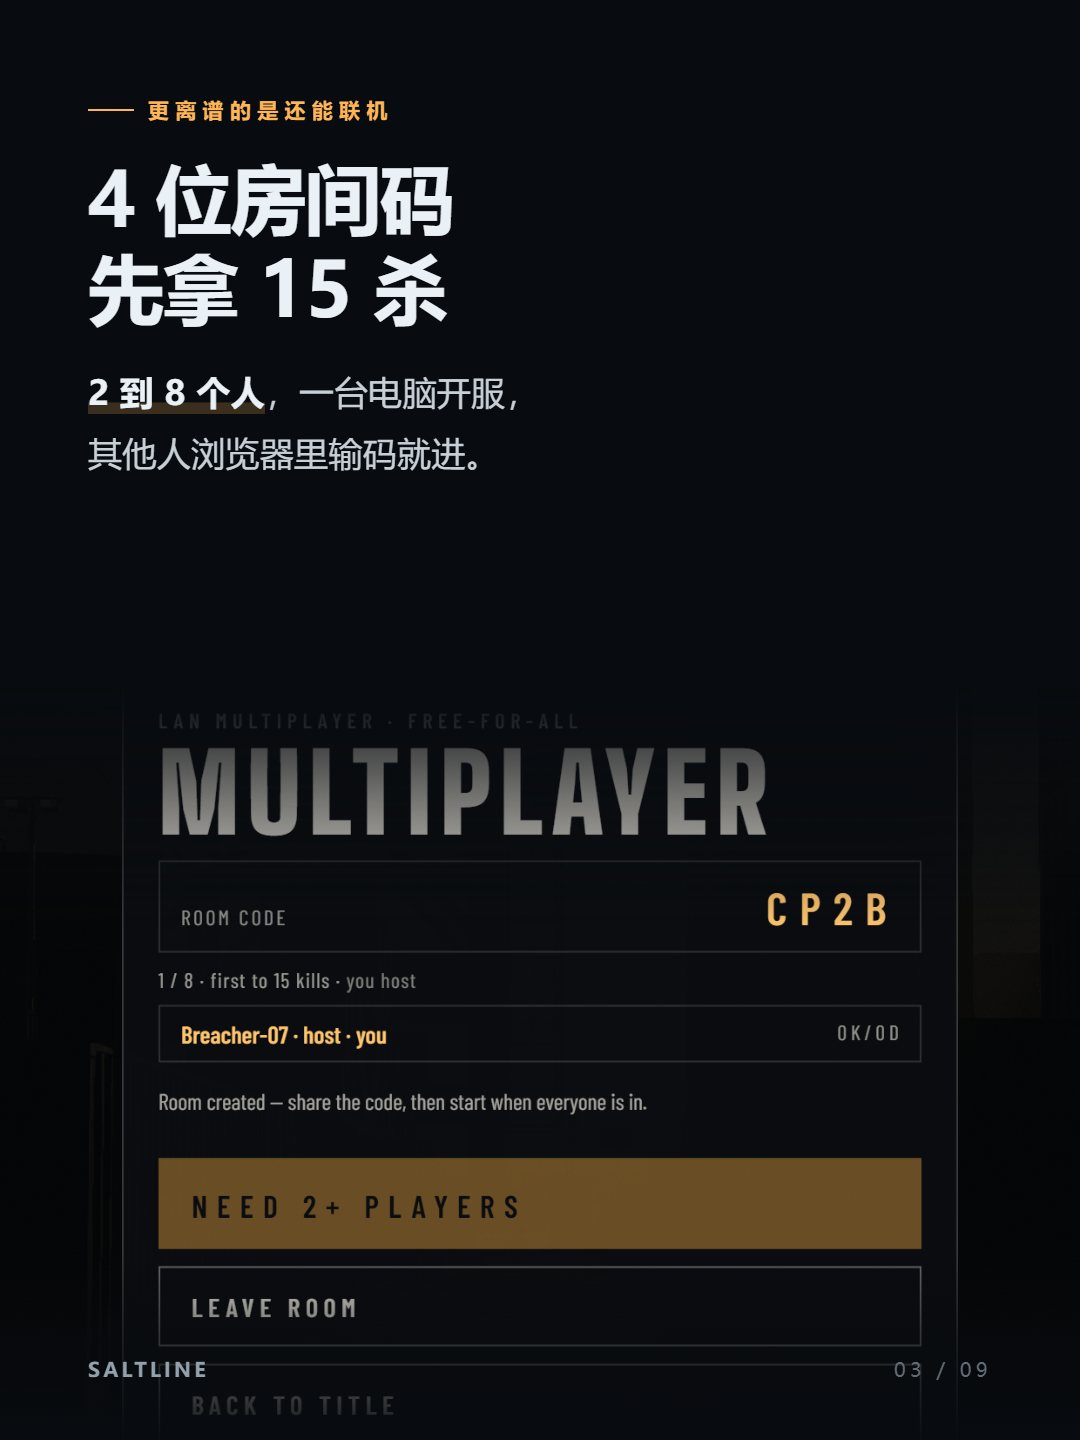 更离谱的是还能联机
4 位房间码
先拿 15 杀
2 到 8 个人，一台电脑开服，
其他人浏览器里输码就进。
LAN MULTIPLAYER · FREE-FOR-ALL
MULTIPLAYER
ROOM CODE CP2B
1 / 8 · first to 15 kills · you host
Breacher-07 · host · you 0K/0D
Room created — share the code, then start when everyone is in.
NEED 2+ PLAYERS
LEAVE ROOM
SALTLINE 03 / 09
BACK TO TITLE